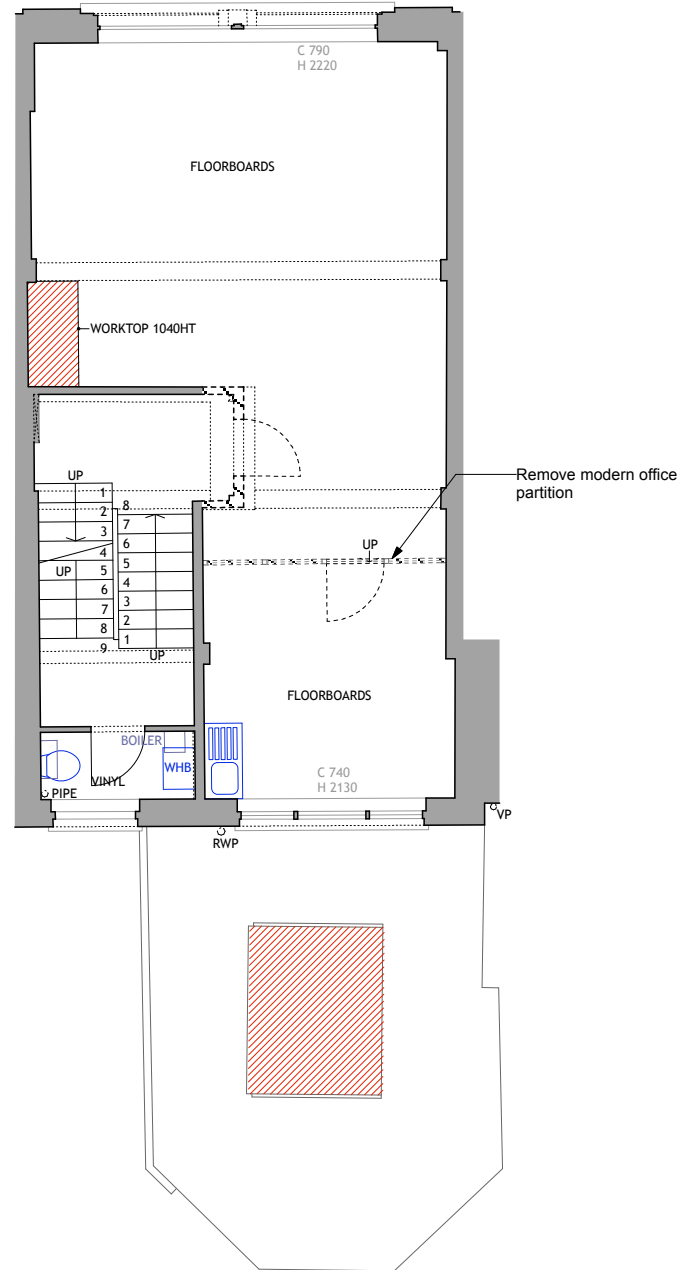 C 790
H 2220
FLOORBOARDS
WORKTOP 1040HT
Remove modern office
partition
UP
1
2
3
4
5
6
7
8
9
UP
8
7
6
5
4
3
2
1
UP
UP
FLOORBOARDS
BOILER
WHB
VINYL
PIPE
C 740
H 2130
RWP
VP